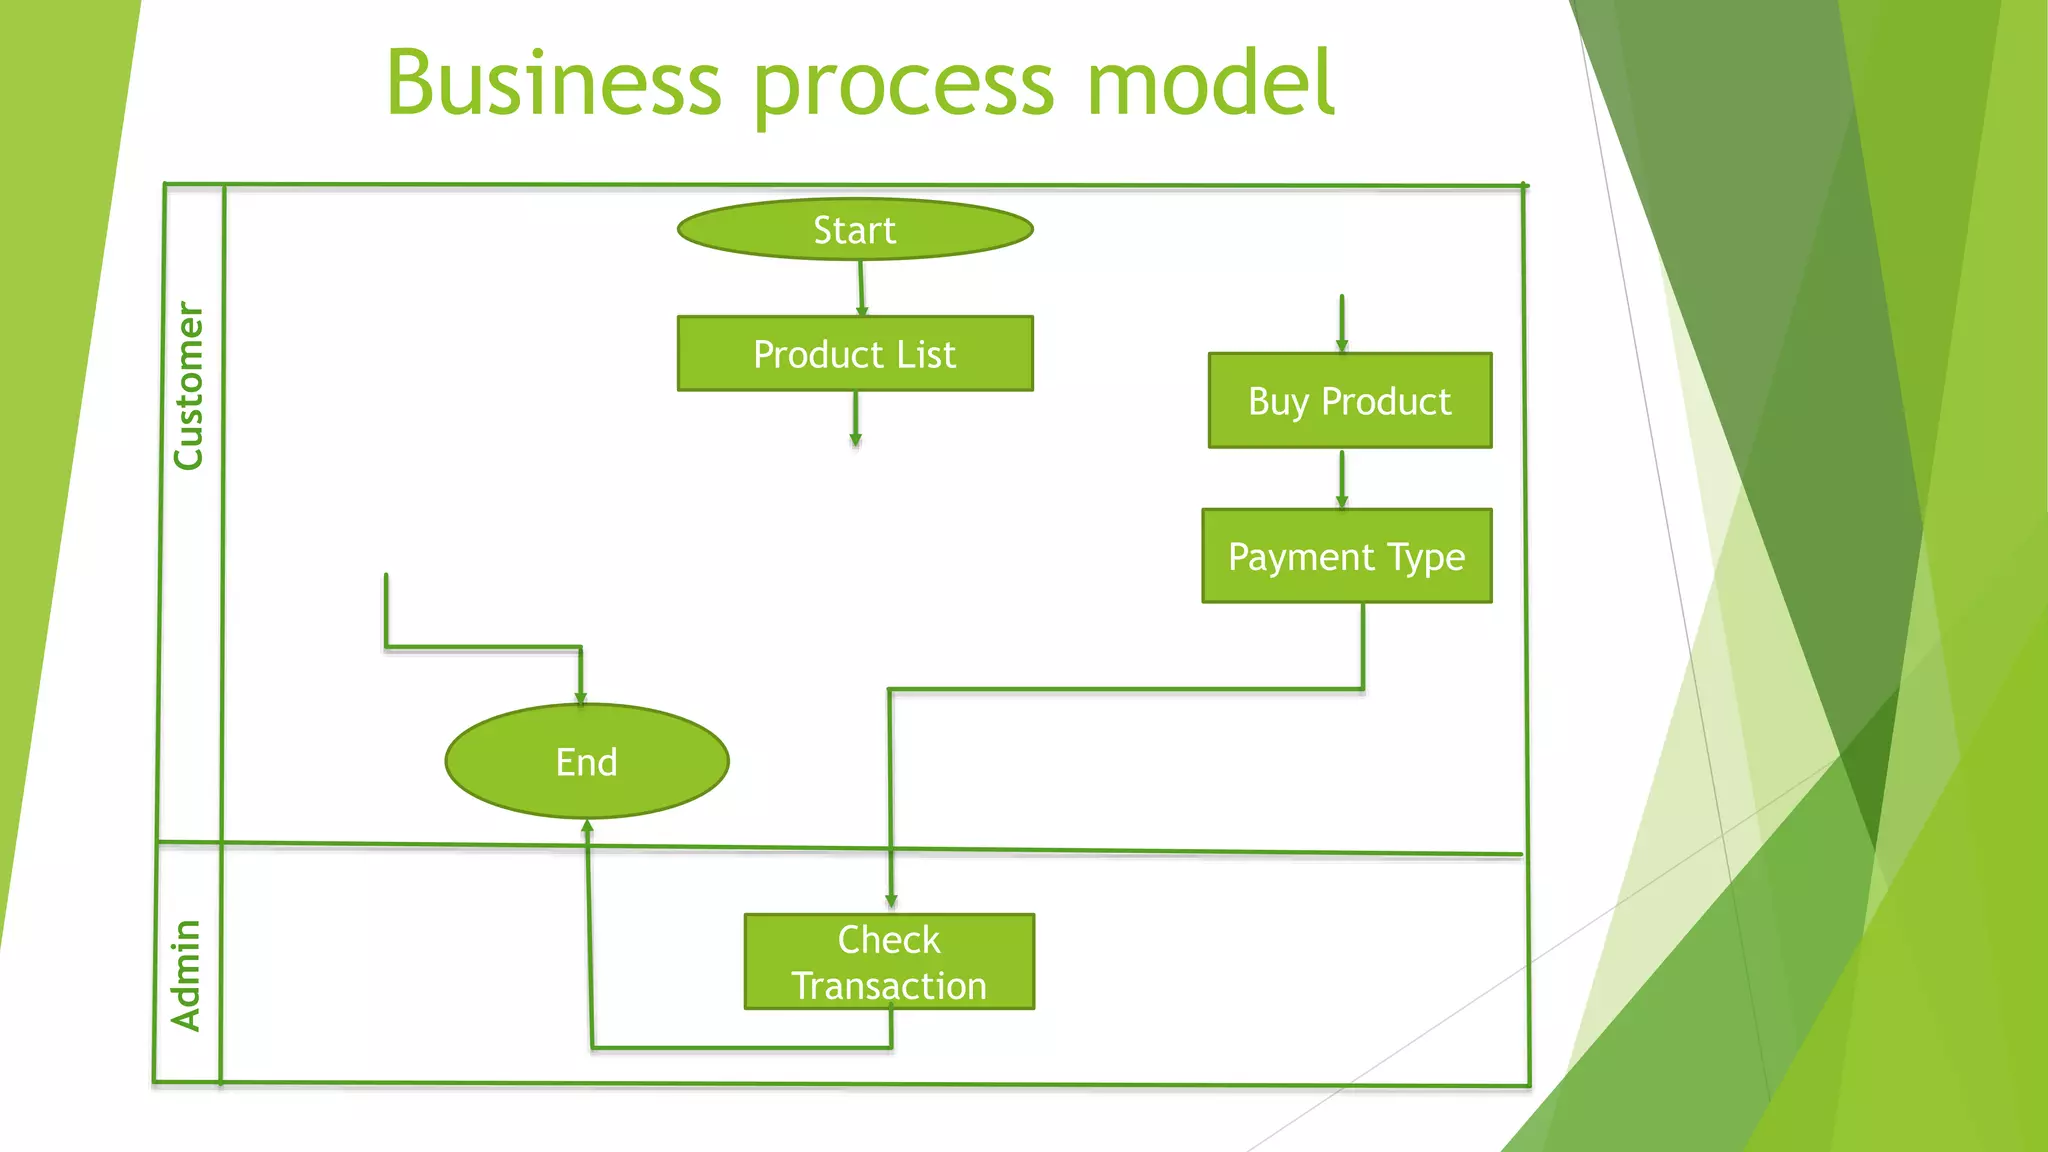 Business process model
Customer
Start
Product List
Buy Product
Payment Type
End
Admin
Check
Transaction